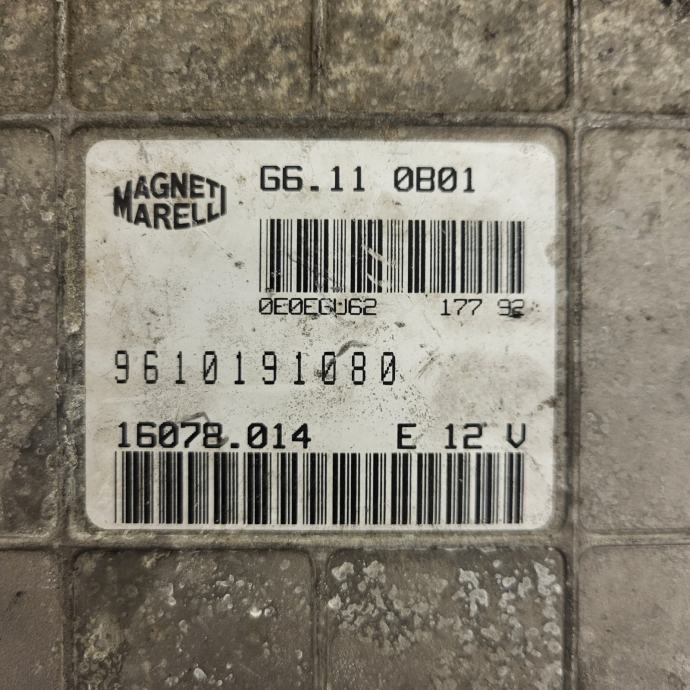 MAGNETI
MARELLI
G6.11 0B01
0E0EGU62 177 92
9610191080
16078.014 E 12 V